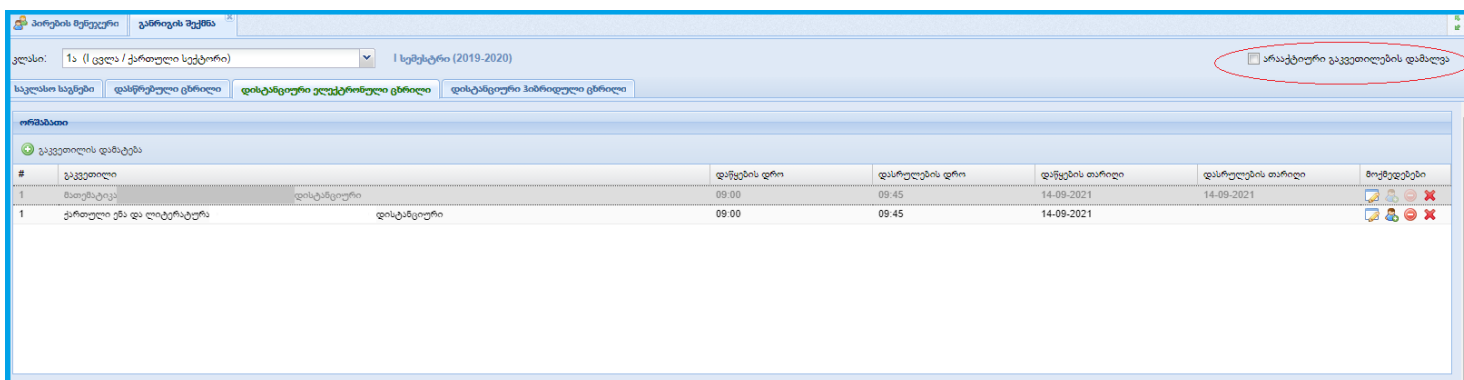 პირების მენეჯერი განრიგის შექმნა
კლასი: 1ა (I ცვლა / ქართული სექტორი) I სემესტრი (2019-2020) არააქტიური გაკვეთილების დამალვა
საკლასო საგნები დასწრებული ცხრილი დისტანციური ელექტრონული ცხრილი დისტანციური ჰიბრიდული ცხრილი
ორშაბათი
გაკვეთილის დამატება
# გაკვეთილი დაწყების დრო დასრულების დრო დაწყების თარიღი დასრულების თარიღი მოქმედებები
1 მათემატიკა დისტანციური 09:00 09:45 14-09-2021 14-09-2021
1 ქართული ენა და ლიტერატურა დისტანციური 09:00 09:45 14-09-2021